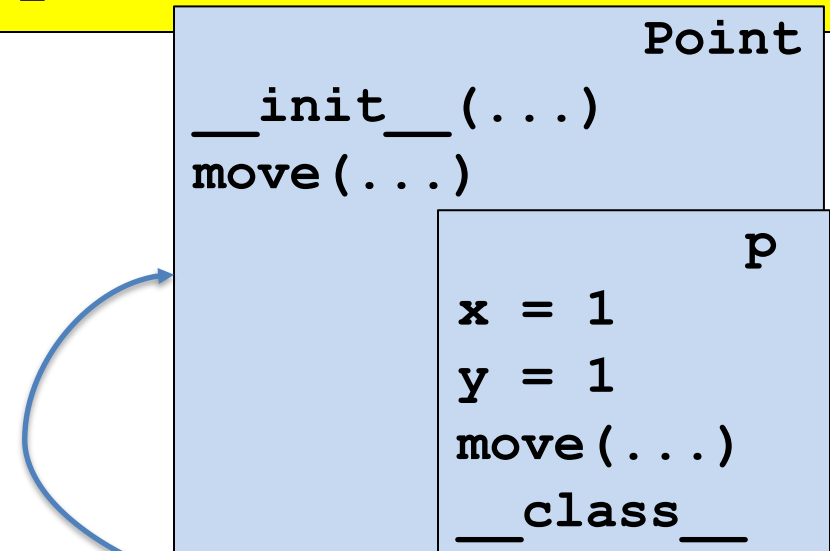 Point
__init__(...)
move(...)
p
x = 1
y = 1
move(...)
__class__